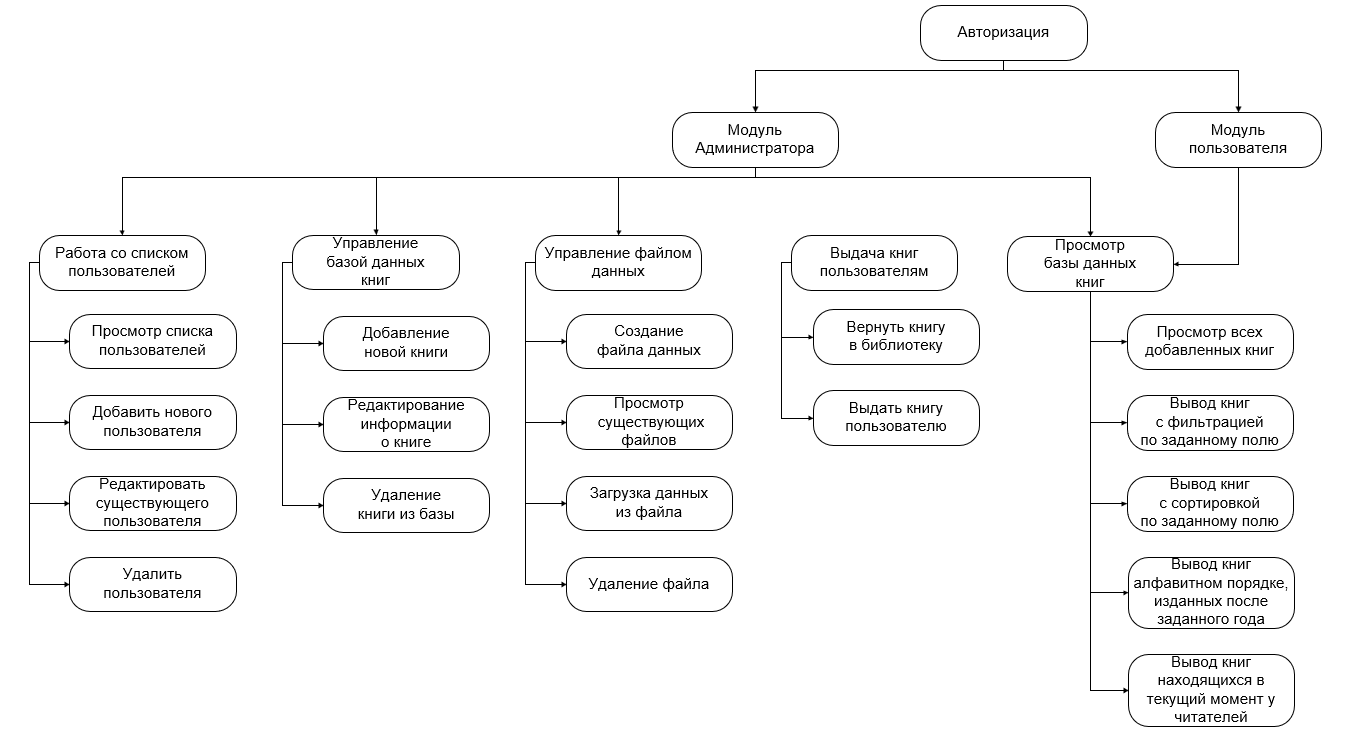 Авторизация
Модуль
Администратора
Модуль
пользователя
Работа со списком
пользователей
Просмотр списка
пользователей
Добавить нового
пользователя
Редактировать
существующего
пользователя
Удалить
пользователя
Управление
базой данных
книг
Добавление
новой книги
Редактирование
информации
о книге
Удаление
книги из базы
Управление файлом
данных
Создание
файла данных
Просмотр
существующих
файлов
Загрузка данных
из файла
Удаление файла
Выдача книг
пользователям
Вернуть книгу
в библиотеку
Выдать книгу
пользователю
Просмотр
базы данных
книг
Просмотр всех
добавленных книг
Вывод книг
с фильтрацией
по заданному полю
Вывод книг
с сортировкой
по заданному полю
Вывод книг
алфавитном порядке,
изданных после
заданного года
Вывод книг
находящихся в
текущий момент у
читателей